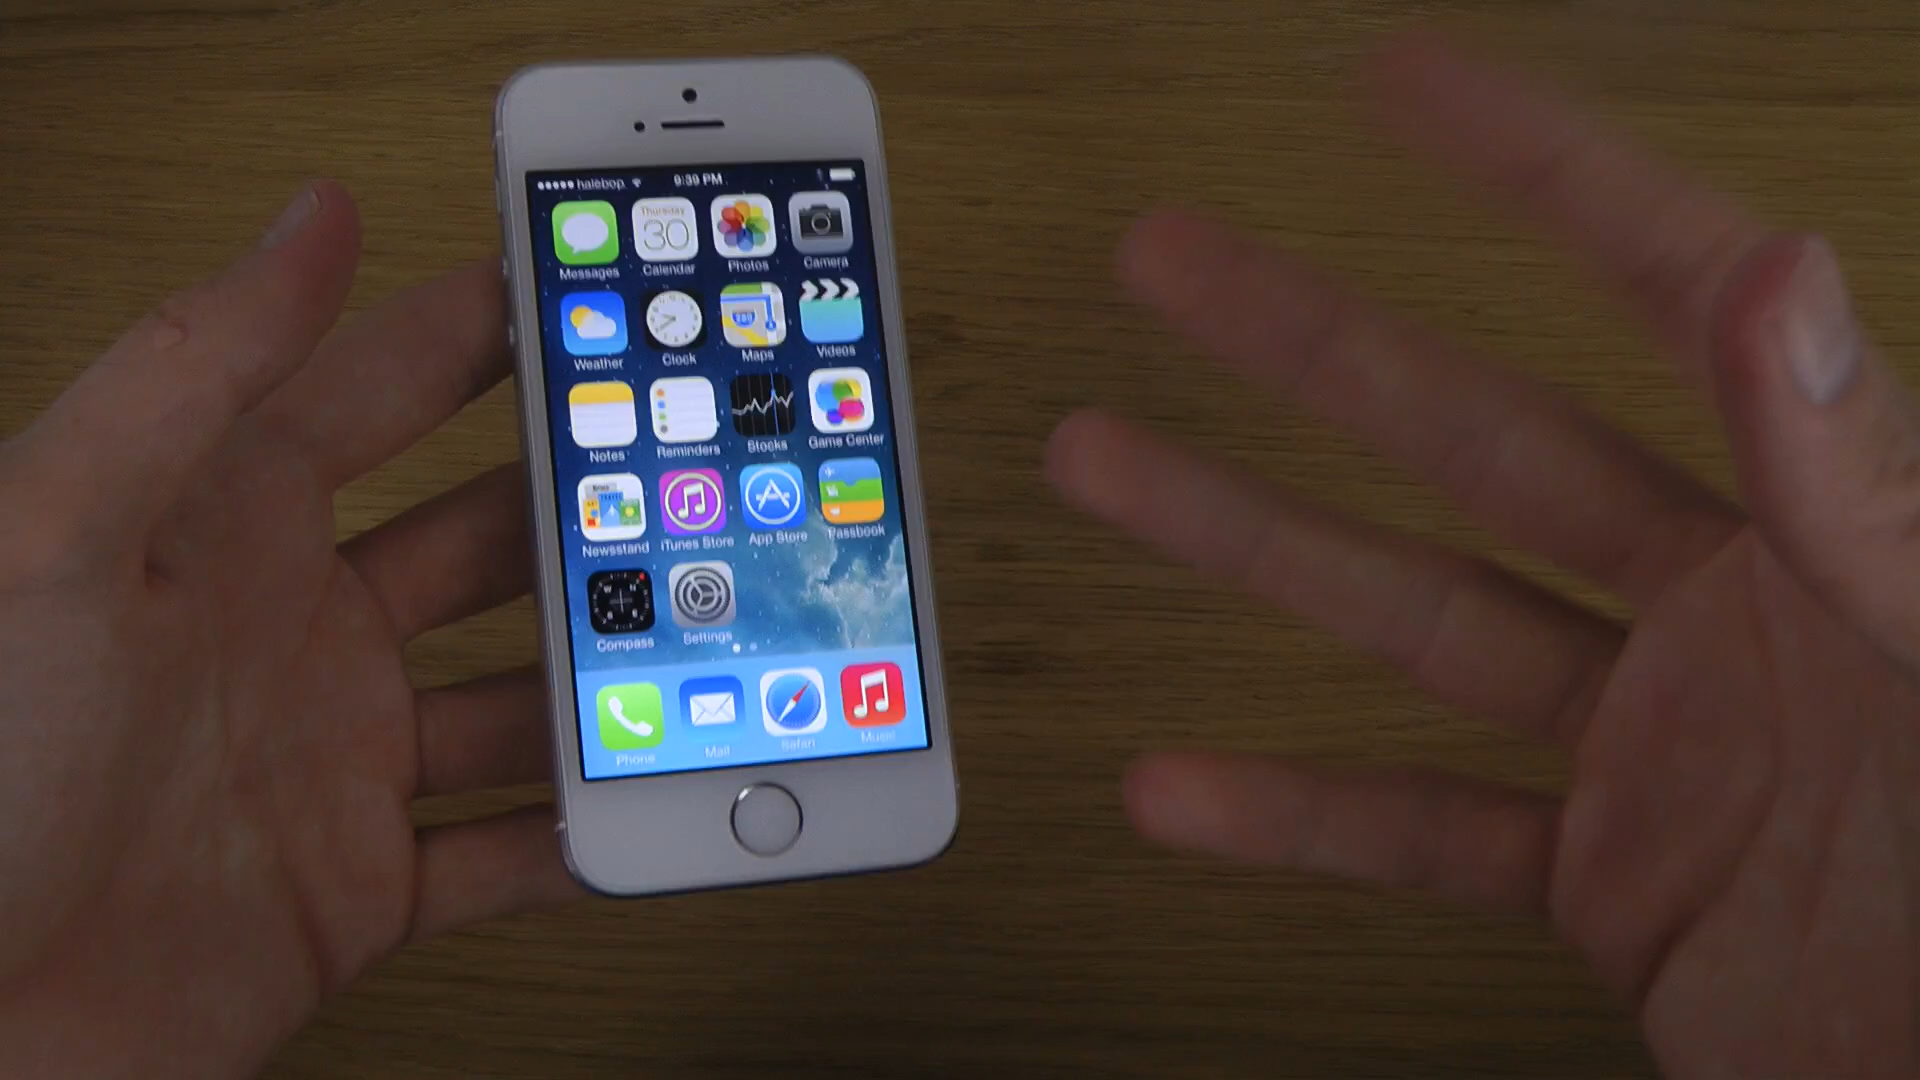 halebop 9:39 PM
Thursday
30
Messages Calendar Photos Camera
280
Weather Clock Maps Videos
Notes Reminders Stocks Game Center
Newsstand iTunes Store App Store Passbook
Compass Settings
Phone Mail Safari Music